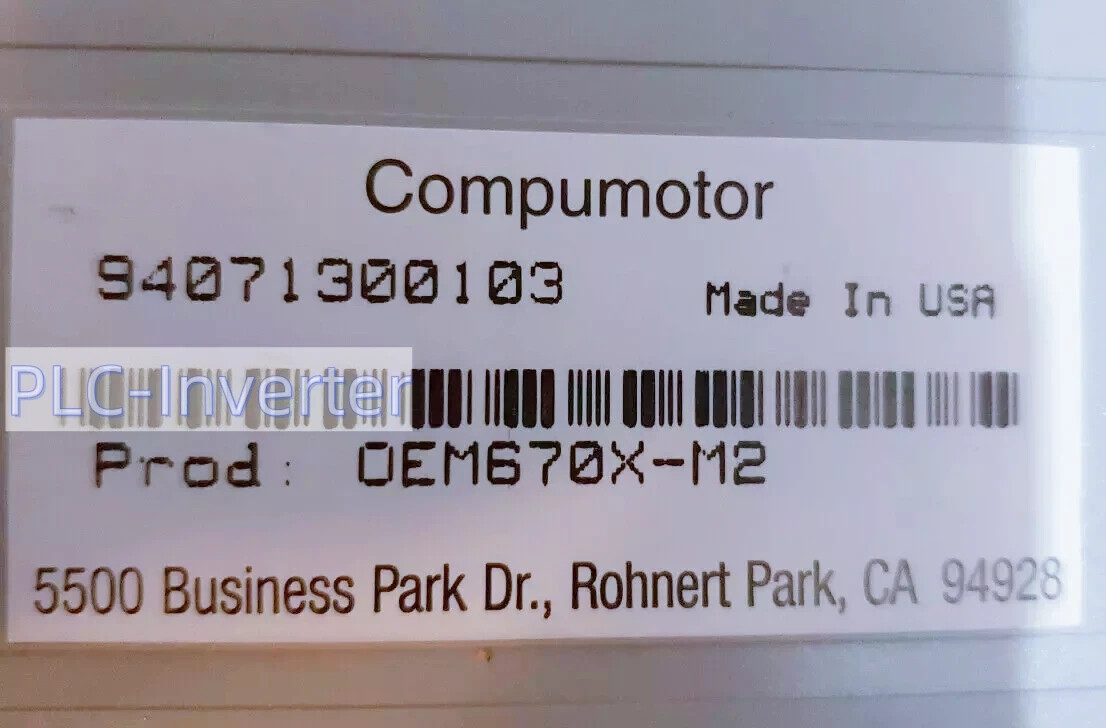 Compumotor
94071300103
Made In USA
PLC-Inverter
Prod: OEM670X-M2
5500 Business Park Dr., Rohnert Park, CA 94928